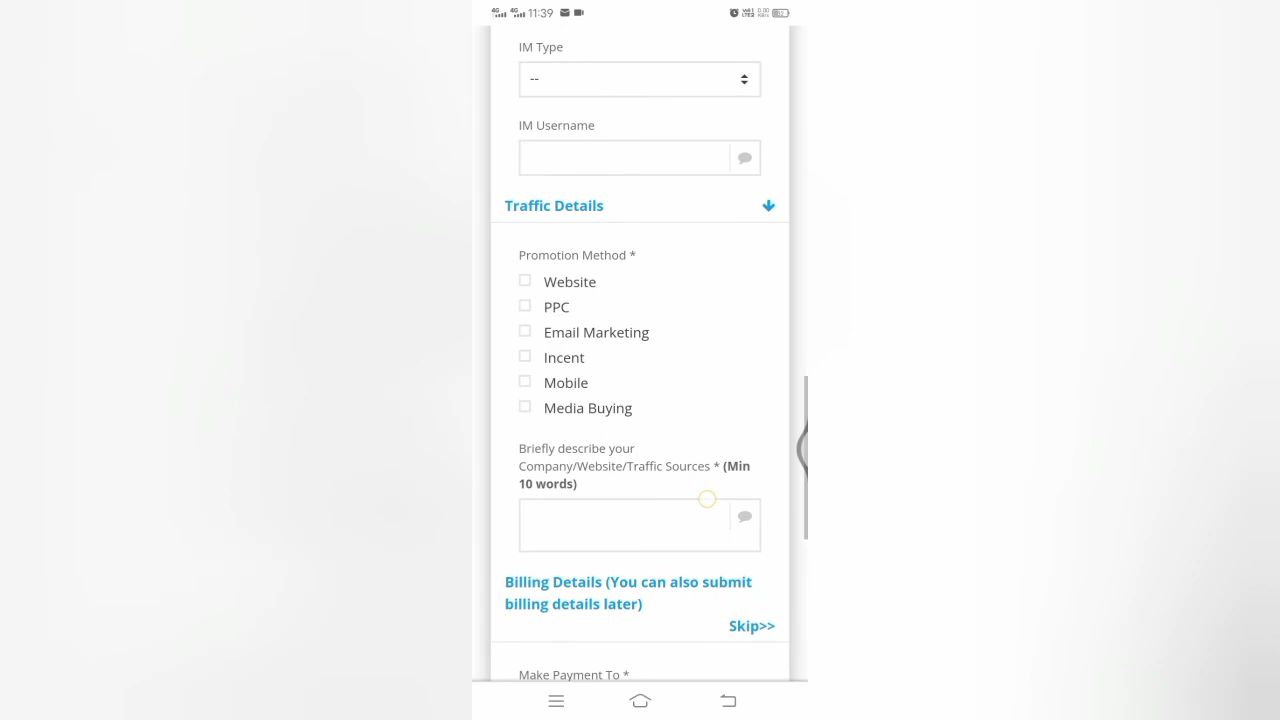 11:39
IM Type
--
IM Username
Traffic Details
Promotion Method *
Website
PPC
Email Marketing
Incent
Mobile
Media Buying
Briefly describe your
Company/Website/Traffic Sources * (Min
10 words)
Billing Details (You can also submit
billing details later)
Skip>>
Make Payment To *